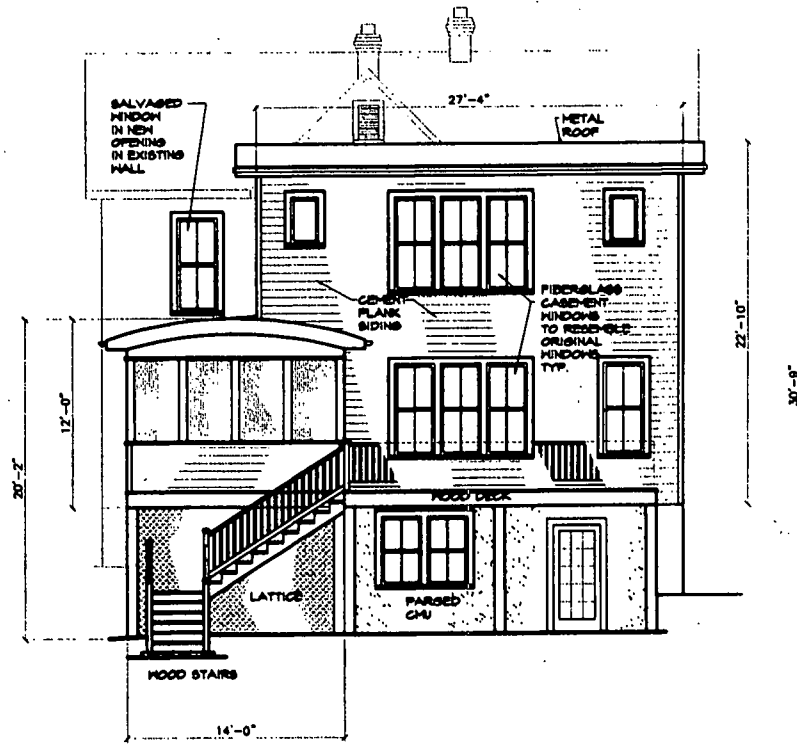 27'-4"
SALVAGED
WINDOW
IN NEW
OPENING
IN EXISTING
WALL
METAL
ROOF
CEMENT
PLANK
SIDING
FIBERGLASS
CASEMENT
WINDOWS
TO RESEMBLE
ORIGINAL
WINDOWS
TYP.
22'-10"
30'-9"
12'-0"
20'-2"
WOOD DECK
LATTICE
PARGED
CMU
WOOD STAIRS
14'-0"